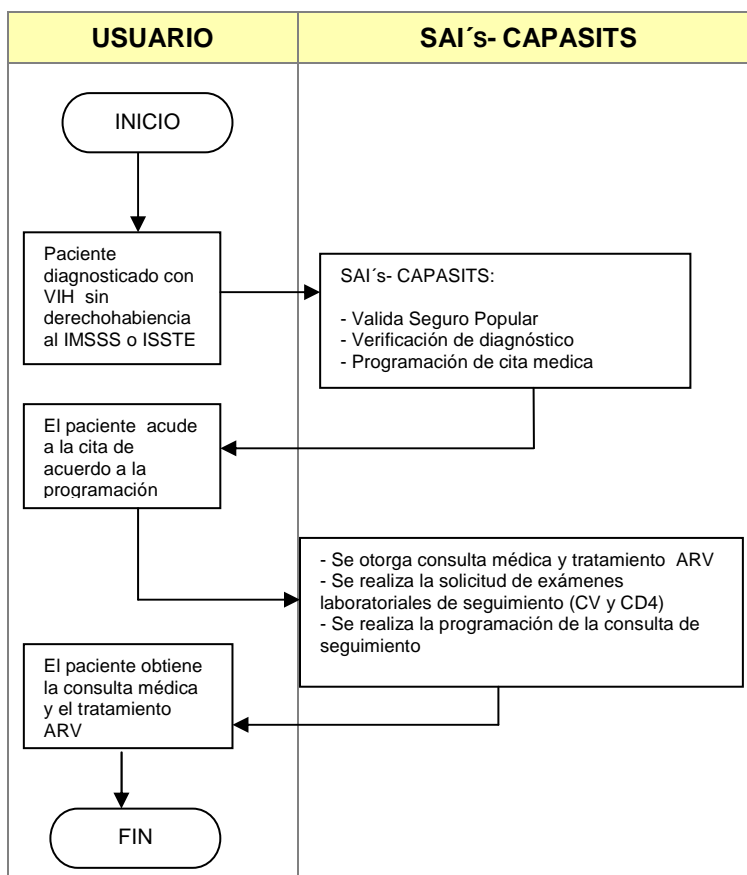 USUARIO
SAI´s- CAPASITS
INICIO
Paciente
diagnosticado con
VIH sin
derechohabiencia
al IMSSS o ISSTE
SAI´s- CAPASITS:
- Valida Seguro Popular
- Verificación de diagnóstico
- Programación de cita medica
El paciente acude
a la cita de
acuerdo a la
programación
- Se otorga consulta médica y tratamiento ARV
- Se realiza la solicitud de exámenes
laboratoriales de seguimiento (CV y CD4)
- Se realiza la programación de la consulta de
seguimiento
El paciente obtiene
la consulta médica
y el tratamiento
ARV
FIN